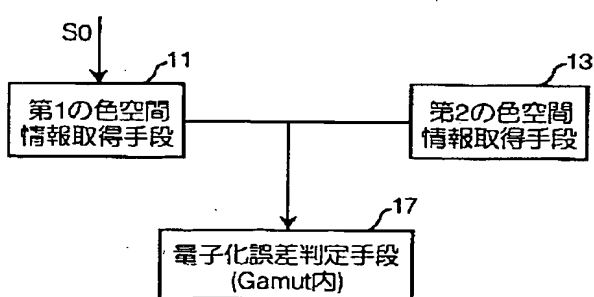 S0
11
13
第1の色空間
情報取得手段
第2の色空間
情報取得手段
17
量子化誤差判定手段
(Gamut内)